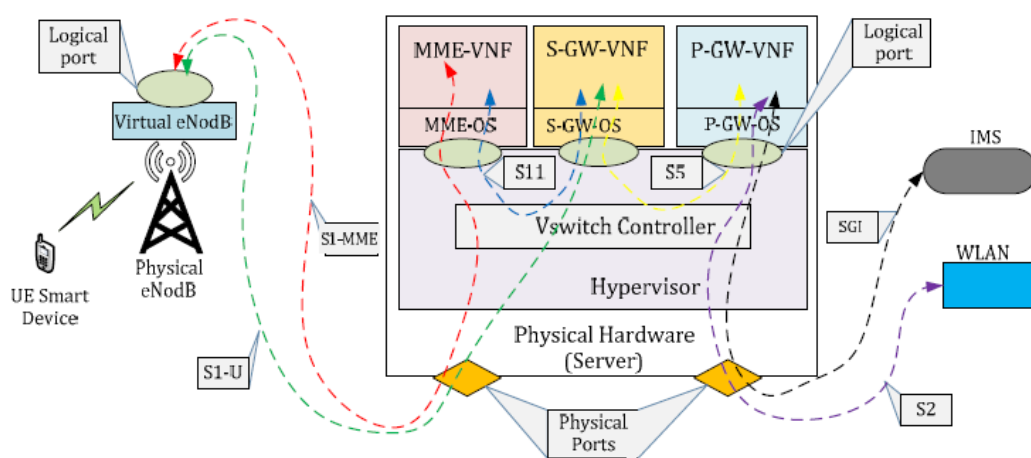 Logical
port
Virtual eNodB
UE Smart
Device
Physical
eNodB
S1-MME
S1-U
MME-VNF
MME-OS
S-GW-VNF
S-GW-OS
P-GW-VNF
P-GW-OS
Logical
port
S11
S5
Vswitch Controller
Hypervisor
Physical Hardware
(Server)
Physical
Ports
IMS
SGI
WLAN
S2